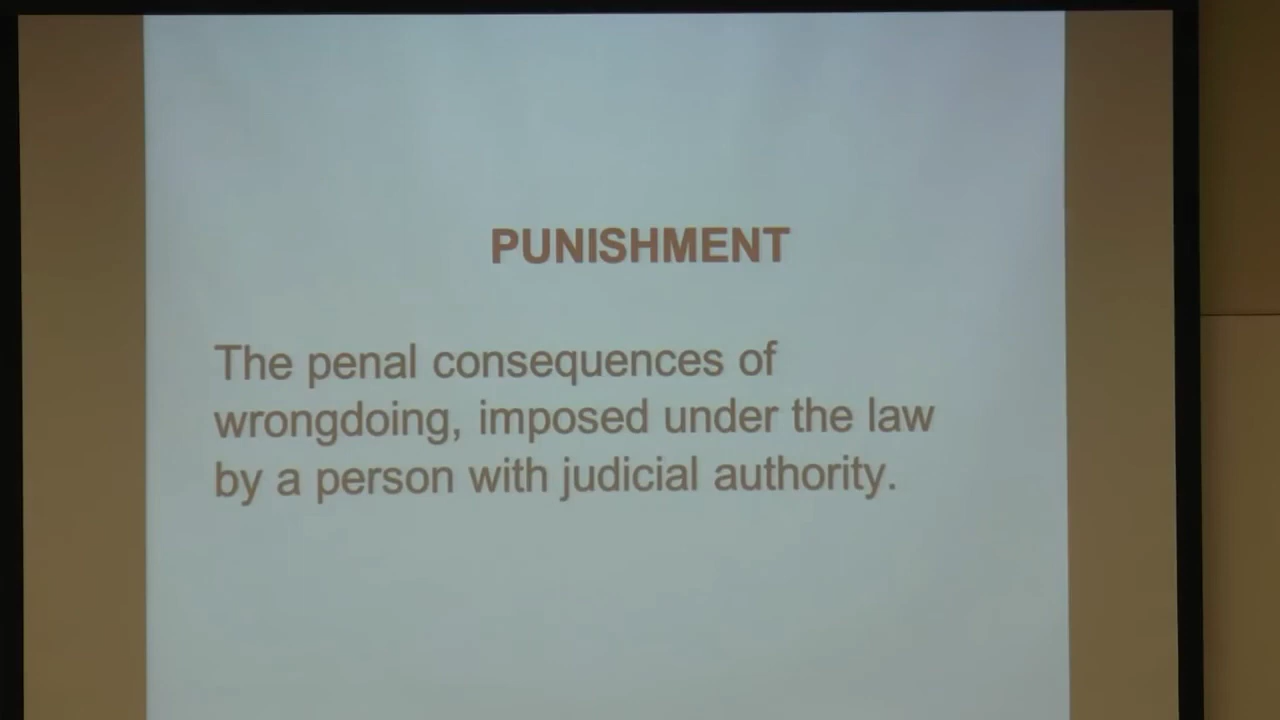 PUNISHMENT
The penal consequences of
wrongdoing, imposed under the law
by a person with judicial authority.